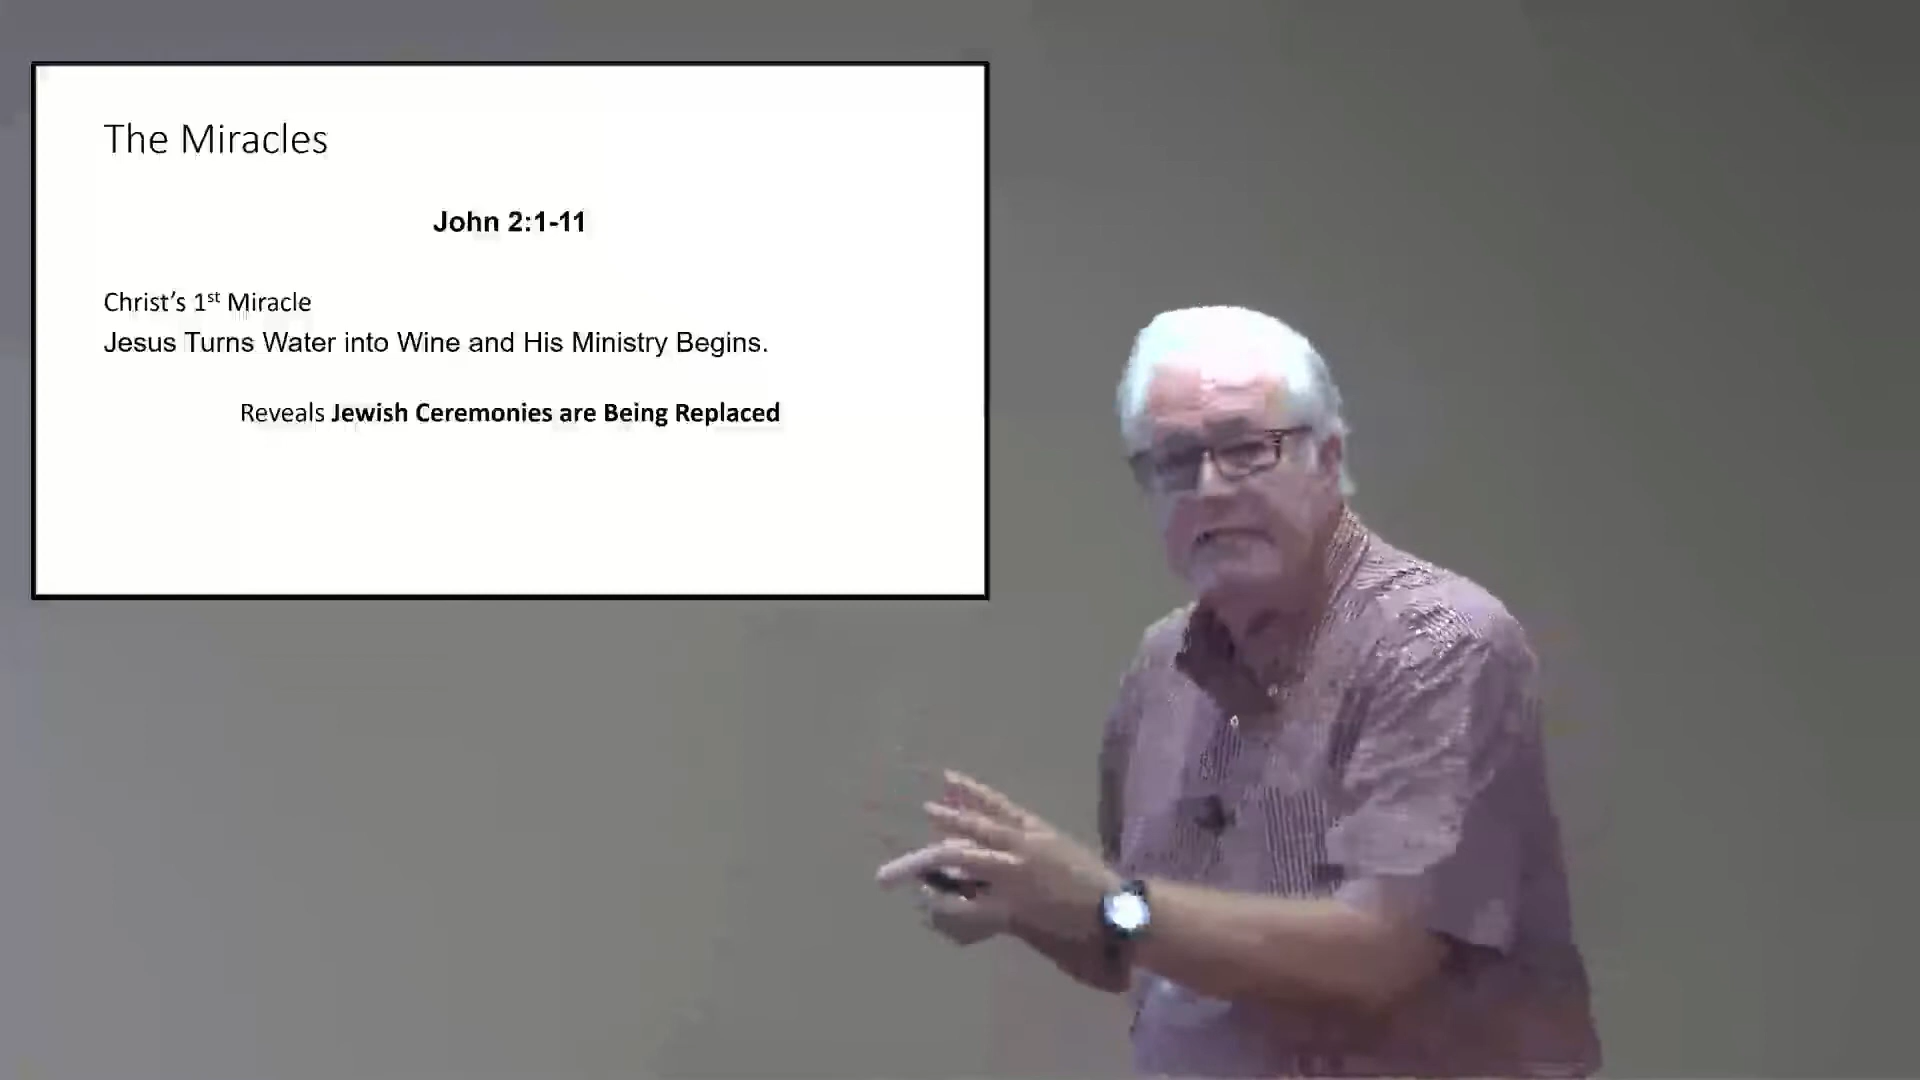 The Miracles
John 2:1-11
Christ’s 1st Miracle
Jesus Turns Water into Wine and His Ministry Begins.
Reveals Jewish Ceremonies are Being Replaced